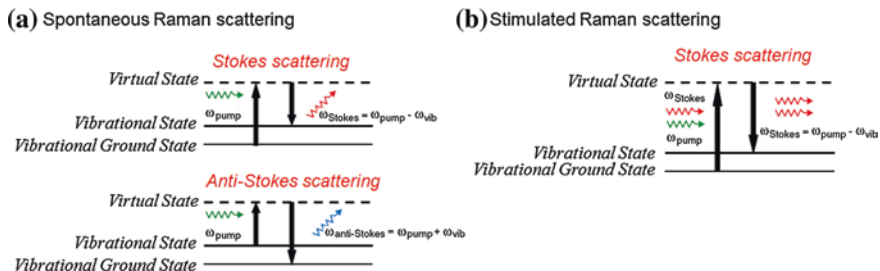 (a) Spontaneous Raman scattering
Stokes scattering
Virtual State
ωpump
ωStokes = ωpump - ωvib
Vibrational State
Vibrational Ground State
Anti-Stokes scattering
Virtual State
ωpump
ωanti-Stokes = ωpump + ωvib
Vibrational State
Vibrational Ground State
(b) Stimulated Raman scattering
Stokes scattering
Virtual State
ωStokes
ωpump
ωStokes = ωpump - ωvib
Vibrational State
Vibrational Ground State